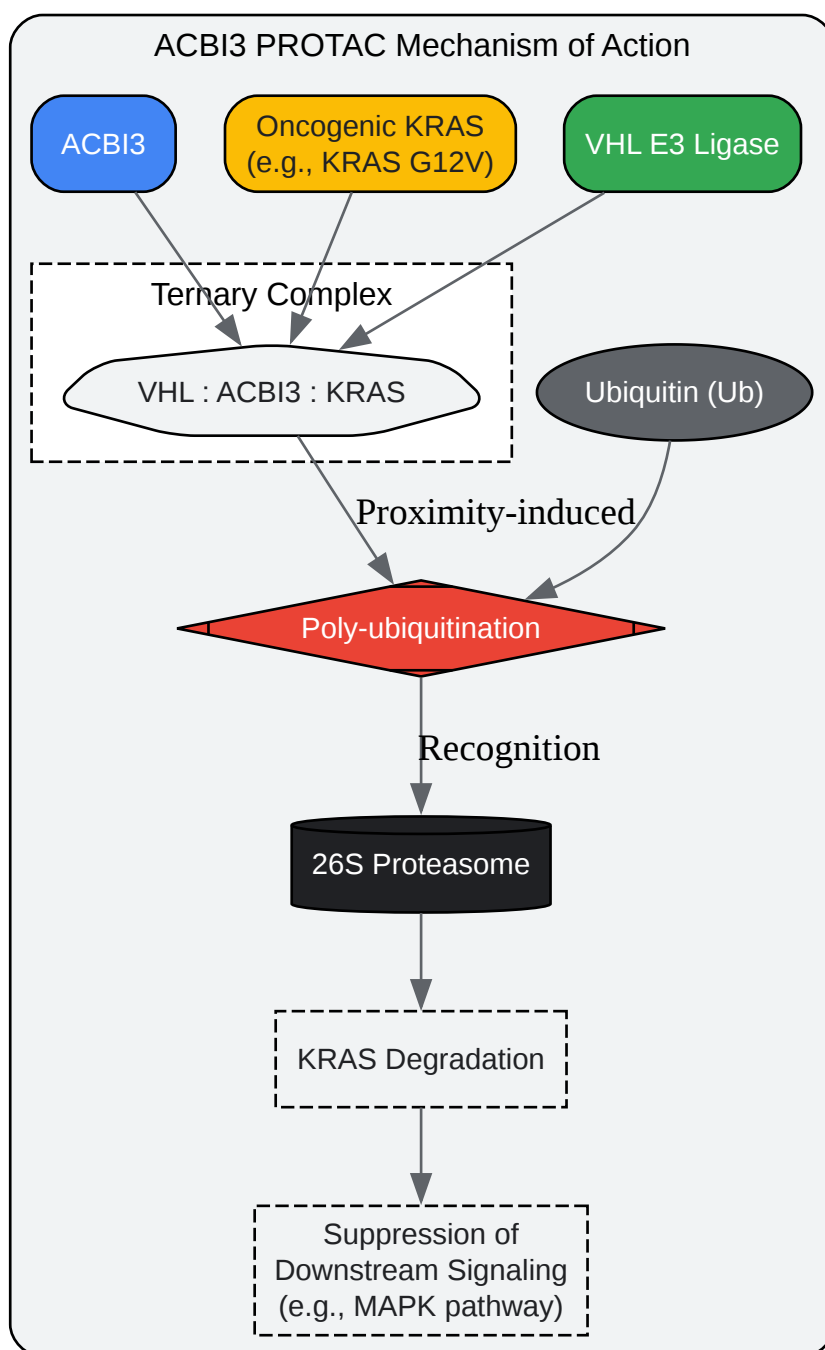 ACBI3 PROTAC Mechanism of Action
ACBI3
Oncogenic KRAS
(e.g., KRAS G12V)
VHL E3 Ligase
Ternary Complex
VHL : ACBI3 : KRAS
Ubiquitin (Ub)
Proximity-induced
Poly-ubiquitination
Recognition
26S Proteasome
KRAS Degradation
Suppression of
Downstream Signaling
(e.g., MAPK pathway)